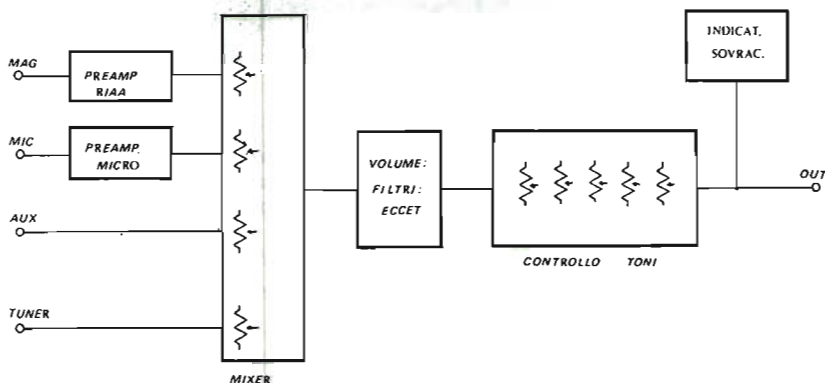 INDICAT.
SOVRAC.
MAG
PREAMP
RIAA
MIC
PREAMP.
MICRO
VOLUME:
FILTRI:
ECCET
OUT
AUX
CONTROLLO TONI
TUNER
MIXER